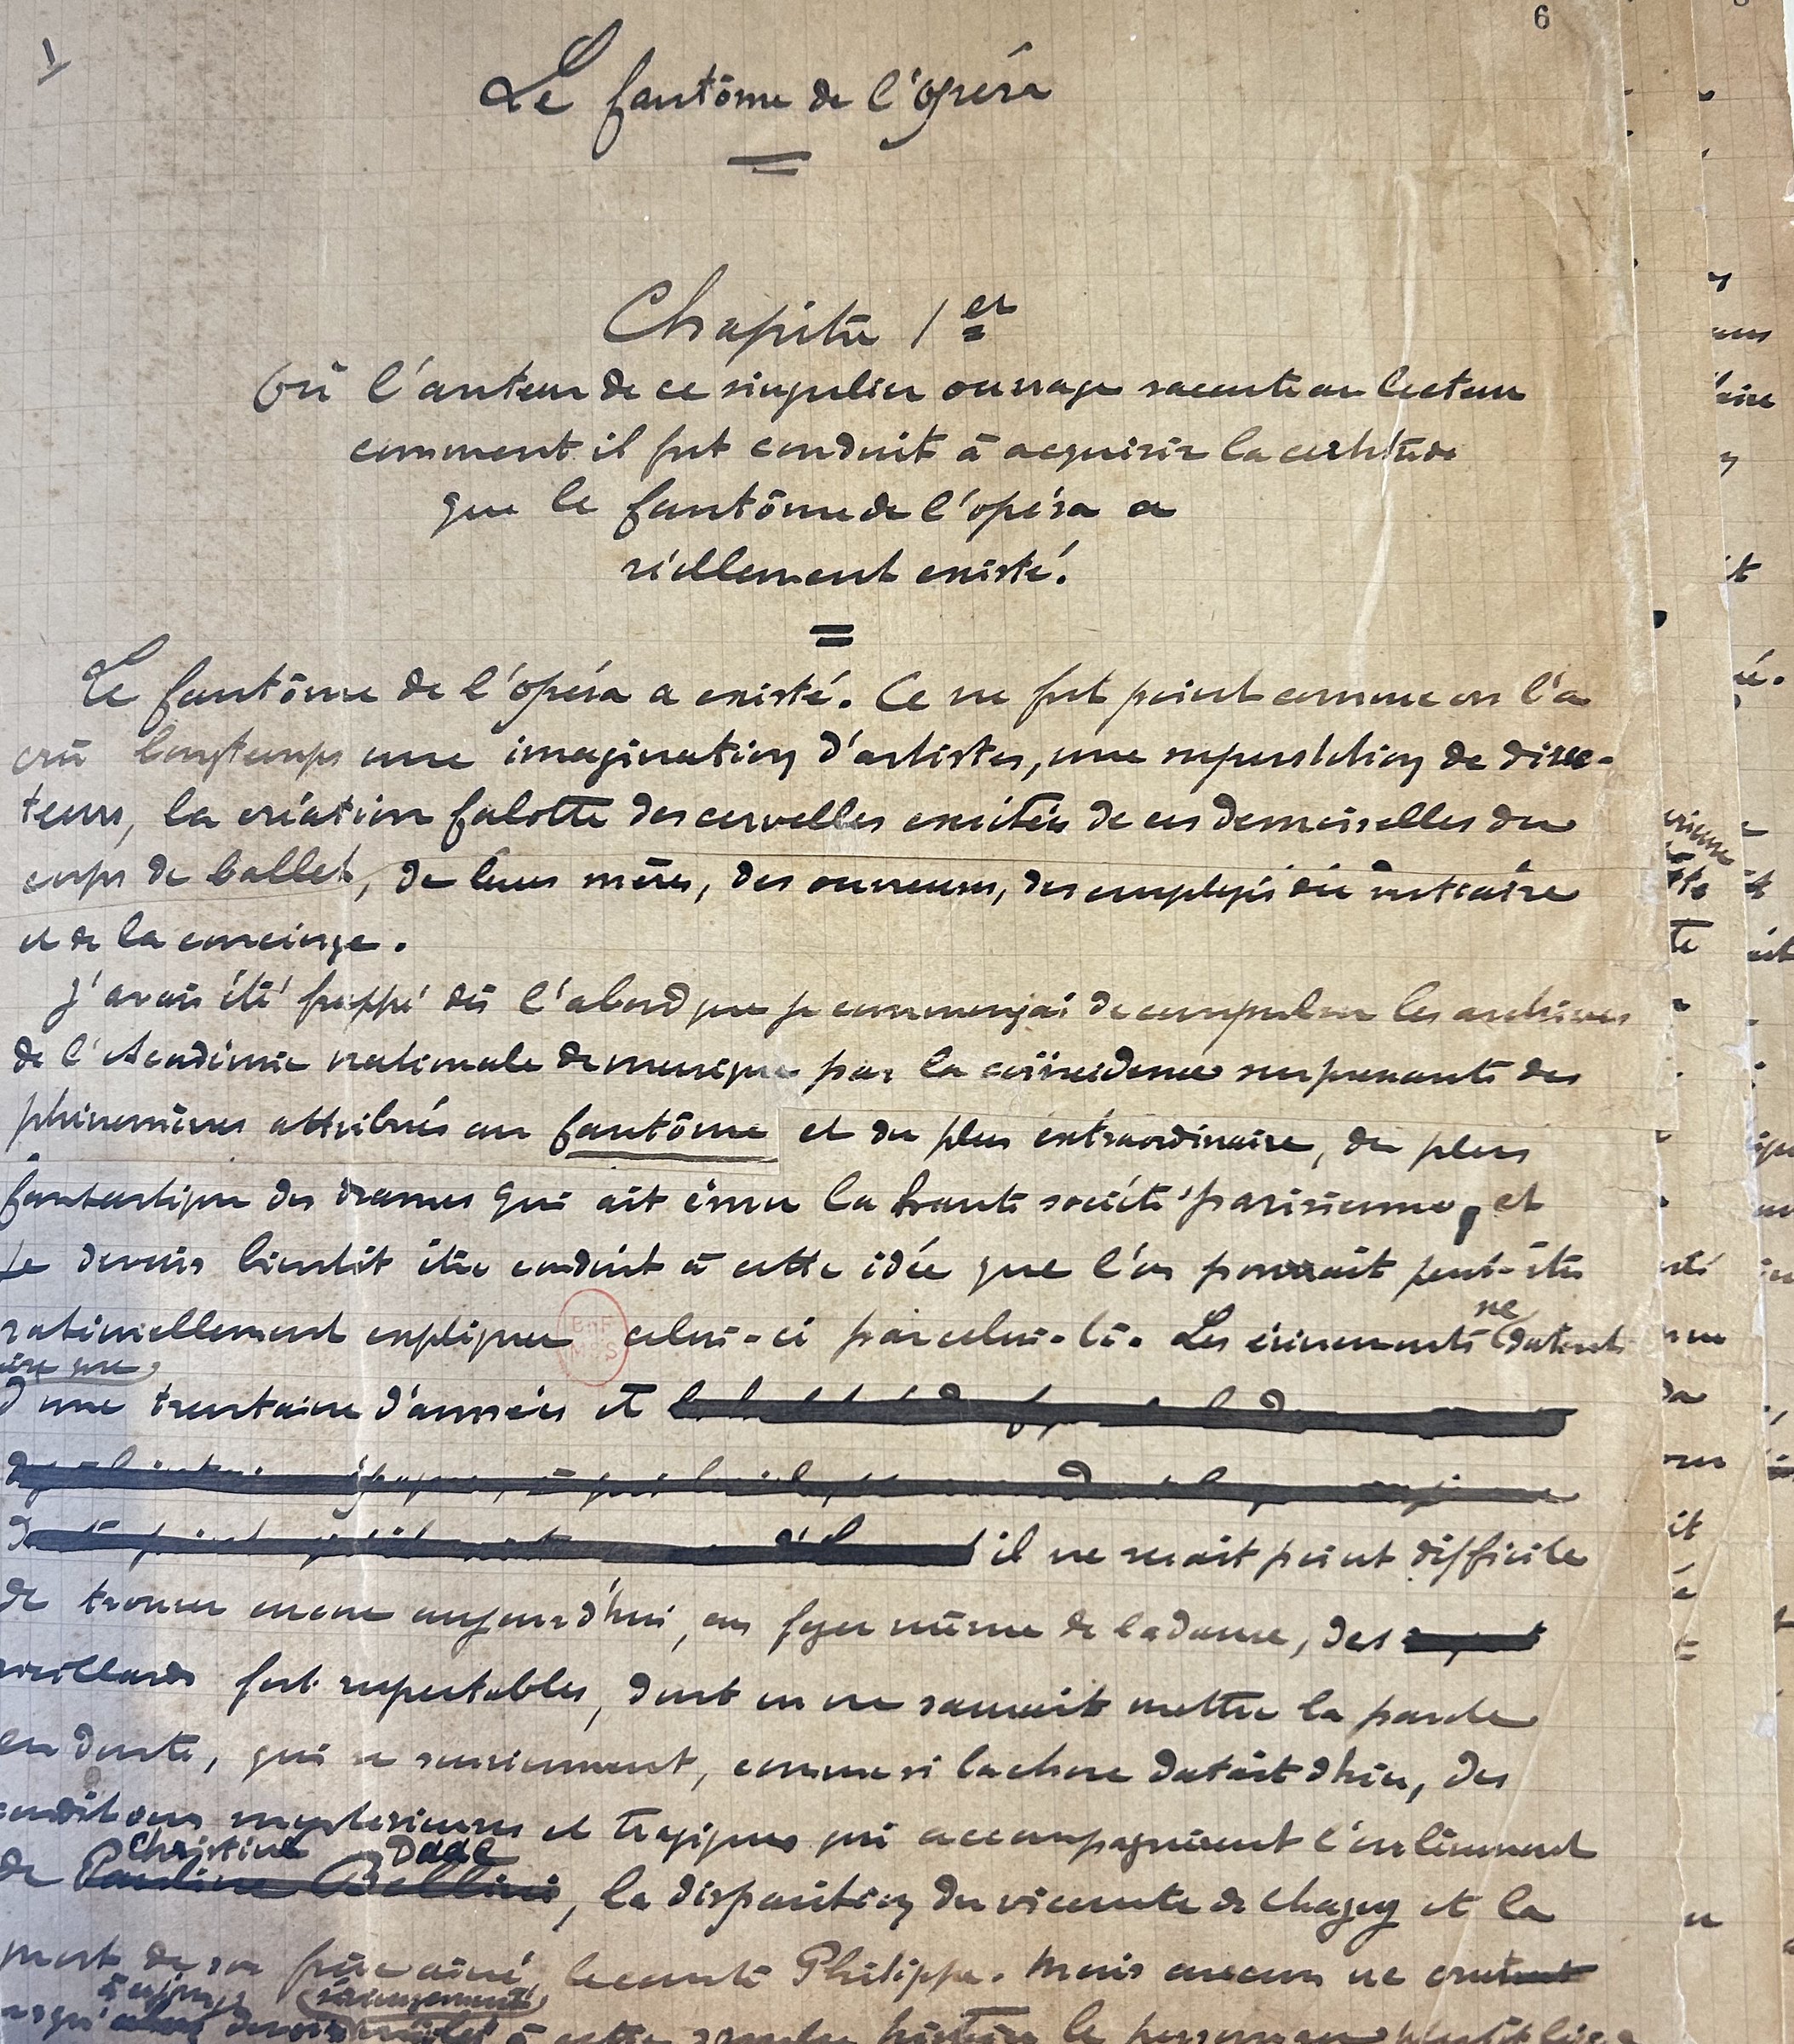 1
6
Le fantôme de l'opéra
Chapitre 1er
Où l'auteur de ce singulier ouvrage raconte au lecteur
comment il fut conduit à acquérir la certitude
que le fantôme de l'opéra a
réellement existé.
Le fantôme de l'opéra a existé. Ce ne fut point comme on l'a
cru longtemps une imagination d'artistes, une superstition de direc-
teurs, la création falotte des cervelles excitées de ces demoiselles du
corps de ballet, de leurs mères, des ouvreuses, des employés du vestiaire
et de la concierge.
J'avais été frappé dès l'abord que je commençai de compulser les archives
de l'Académie nationale de musique par la coïncidence surprenante des
phénomènes attribués au fantôme et du plus extraordinaire, du plus
fantastique des drames qui ait ému la haute société parisienne, et
je devais bientôt être conduit à cette idée que l'on pourrait peut-être
rationnellement expliquer celui-ci par celui-là. Les événements ne datent
guère que
d'une trentaine d'années et
il ne serait point difficile
de trouver encore aujourd'hui, au foyer même de la danse, des
vieillards fort respectables, dont on ne saurait mettre la parole
en doute, qui se souviennent, comme si la chose datait d'hier, des
conditions mystérieuses et tragiques qui accompagnèrent l'enlèvement
Christine Daaé
de Pauline Bellini, la disparition du vicomte de Chagny et la
mort de son frère aîné, le comte Philippe. Mais aucun ne
à cette
BnF
MSS